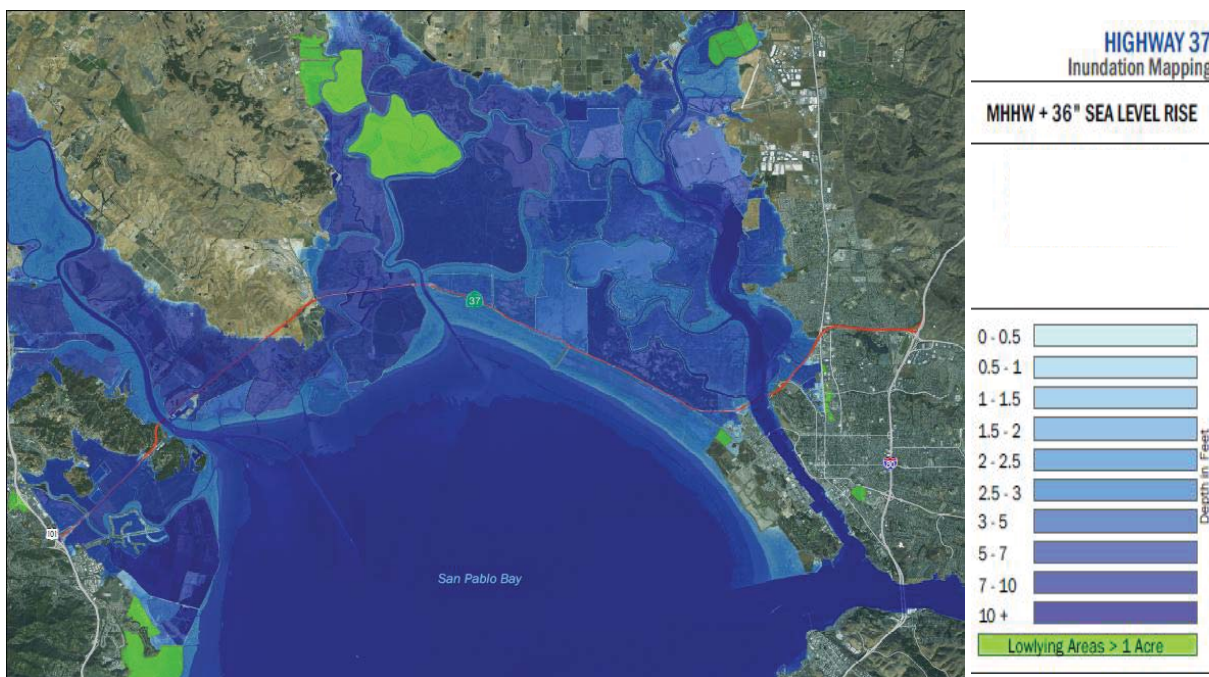 HIGHWAY 37
Inundation Mapping
MHHW + 36" SEA LEVEL RISE
37
80
101
San Pablo Bay
0 - 0.5
0.5 - 1
1 - 1.5
1.5 - 2
2 - 2.5
2.5 - 3
3 - 5
5 - 7
7 - 10
10 +
Depth in Feet
Lowlying Areas > 1 Acre